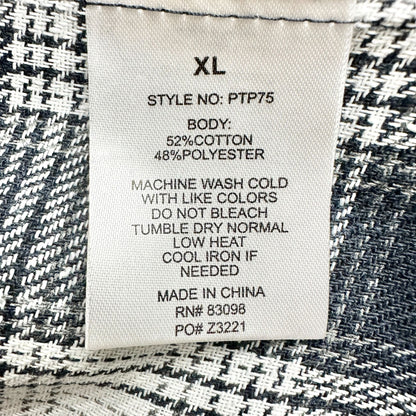 XL
STYLE NO: PTP75
BODY:
52%COTTON
48%POLYESTER
MACHINE WASH COLD
WITH LIKE COLORS
DO NOT BLEACH
TUMBLE DRY NORMAL
LOW HEAT
COOL IRON IF
NEEDED
MADE IN CHINA
RN# 83098
PO# Z3221